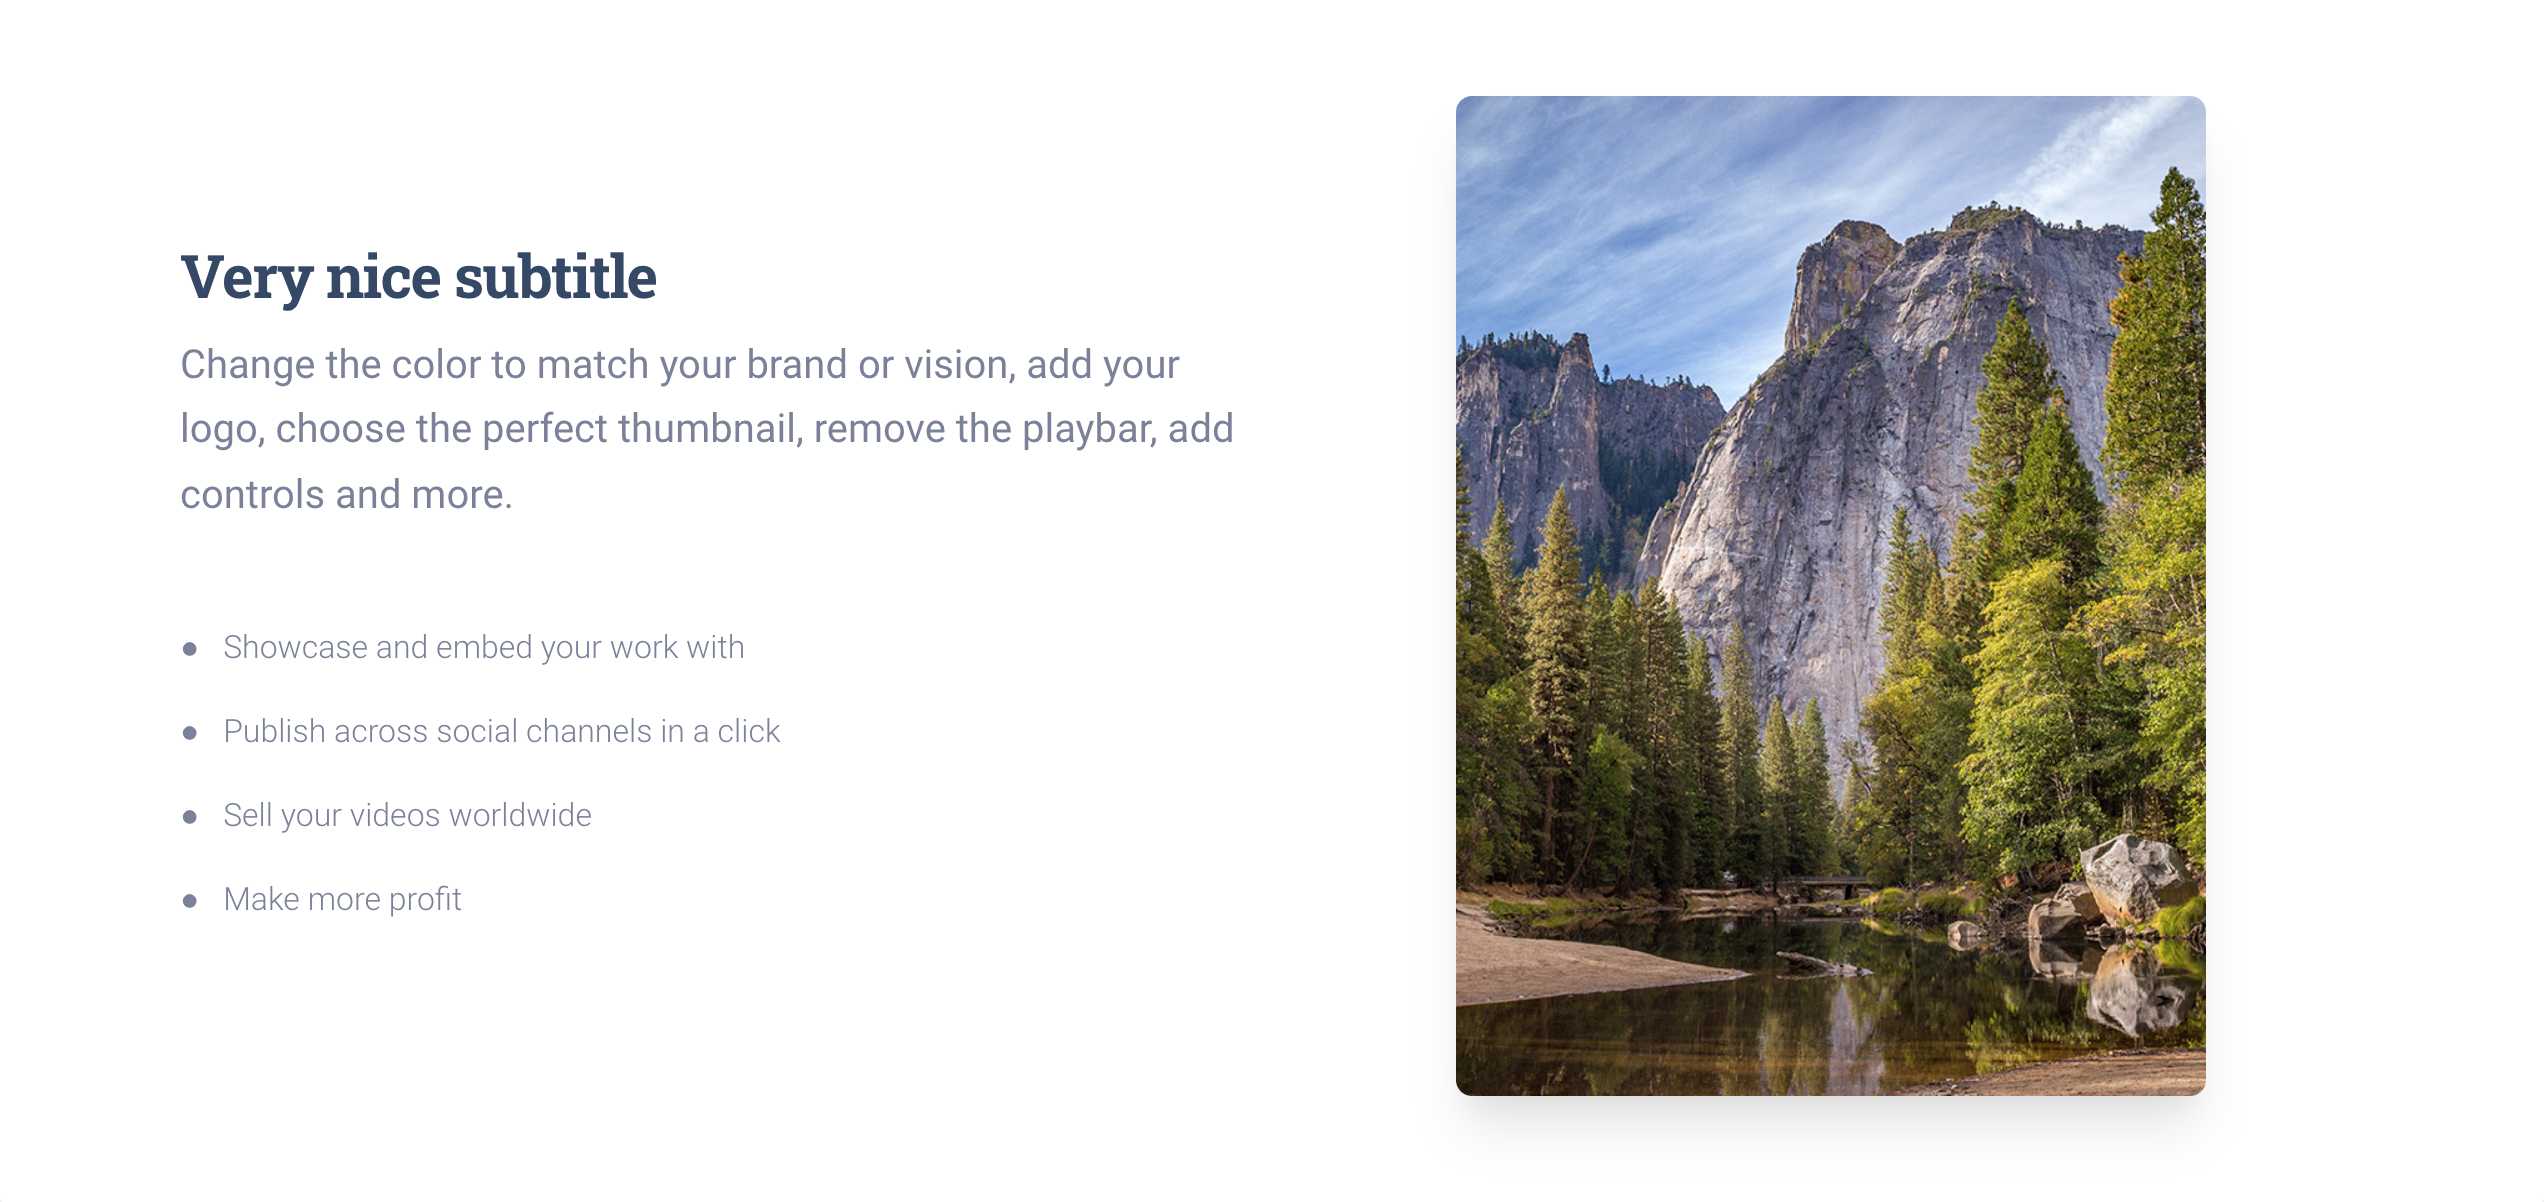 Very nice subtitle
Change the color to match your brand or vision, add your
logo, choose the perfect thumbnail, remove the playbar, add
controls and more.
● Showcase and embed your work with
● Publish across social channels in a click
● Sell your videos worldwide
● Make more profit